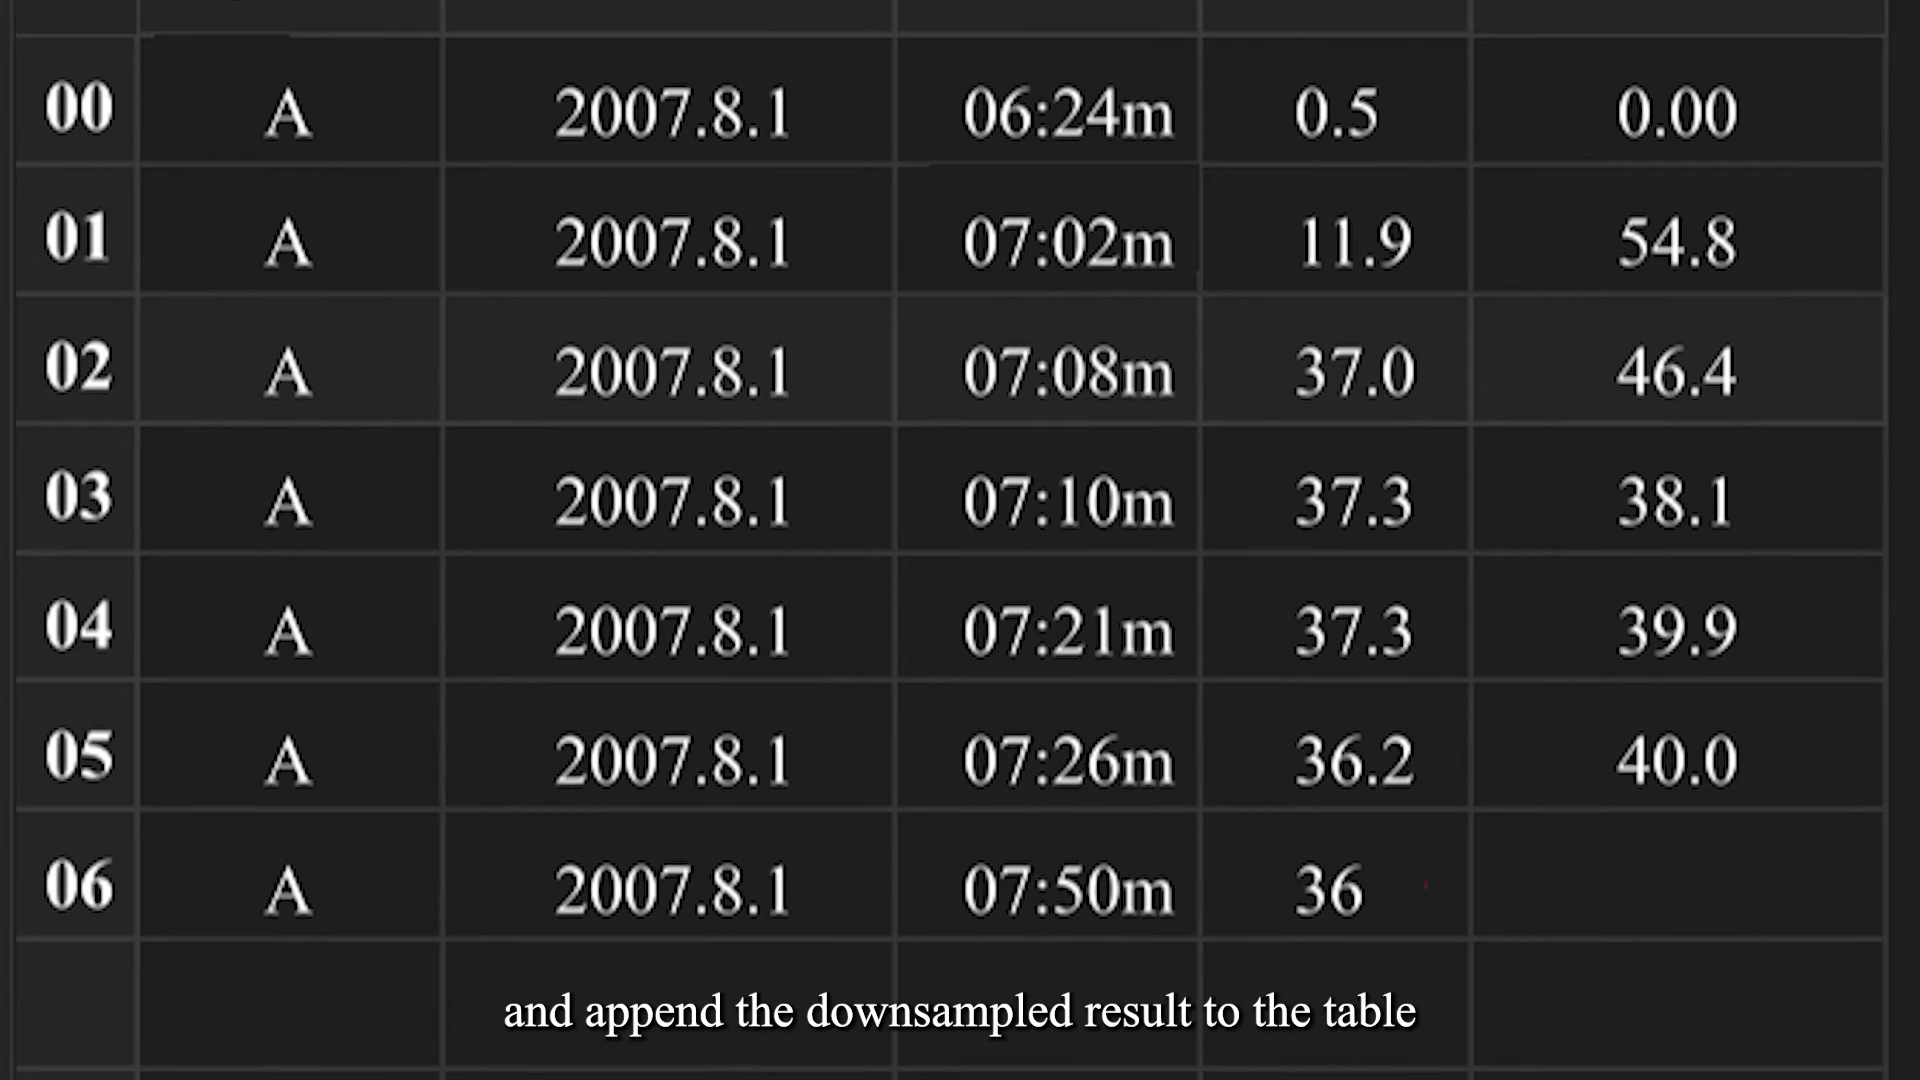 00 A 2007.8.1 06:24m 0.5 0.00
01 A 2007.8.1 07:02m 11.9 54.8
02 A 2007.8.1 07:08m 37.0 46.4
03 A 2007.8.1 07:10m 37.3 38.1
04 A 2007.8.1 07:21m 37.3 39.9
05 A 2007.8.1 07:26m 36.2 40.0
06 A 2007.8.1 07:50m 36
and append the downsampled result to the table